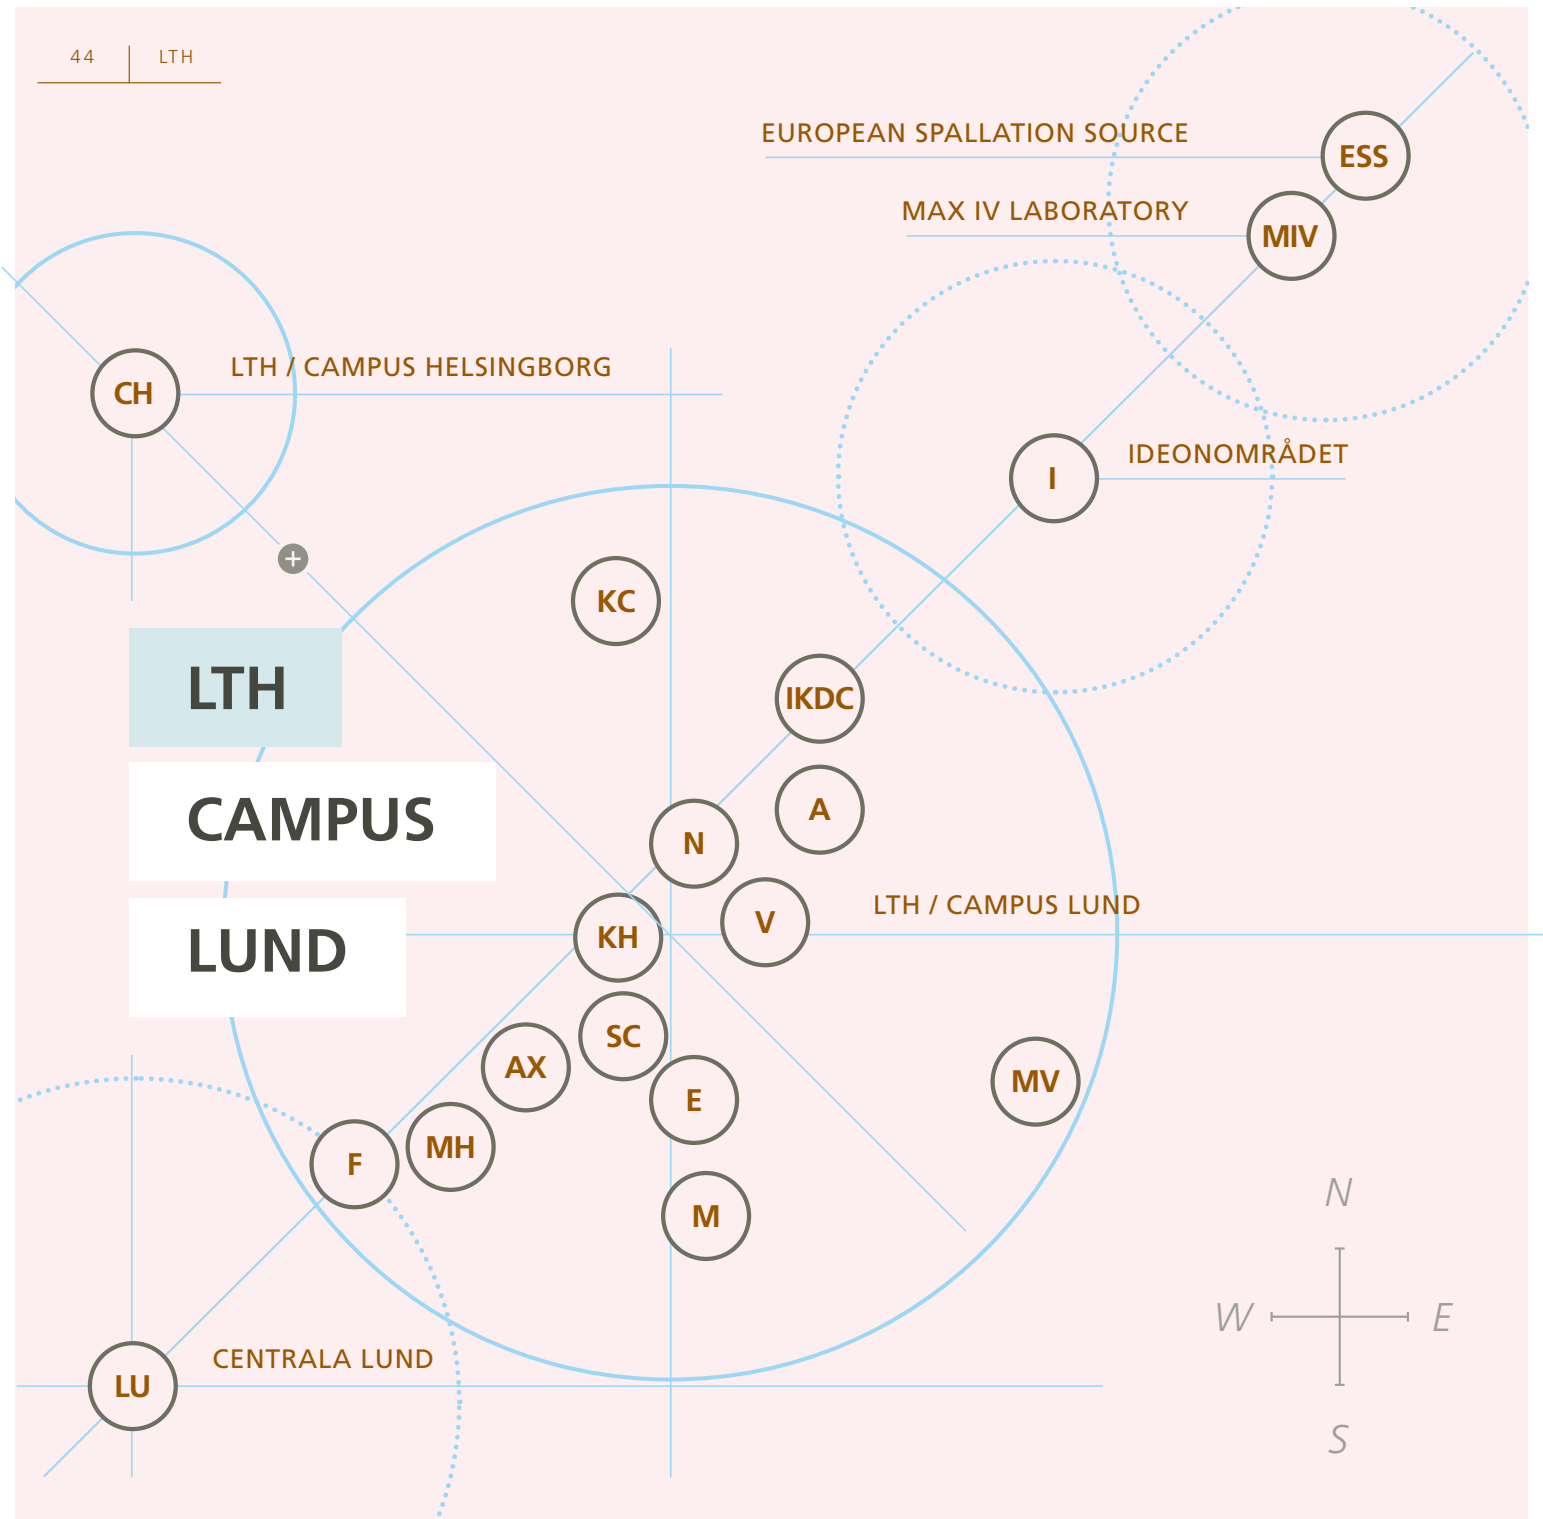 44 LTH
EUROPEAN SPALLATION SOURCE
ESS
MAX IV LABORATORY
MIV
LTH / CAMPUS HELSINGBORG
CH
IDEONOMRÅDET
I
+
KC
LTH
IKDC
CAMPUS
A
N
LTH / CAMPUS LUND
V
KH
LUND
SC
AX
MV
E
MH
F
N
M
W E
CENTRALA LUND
LU
S